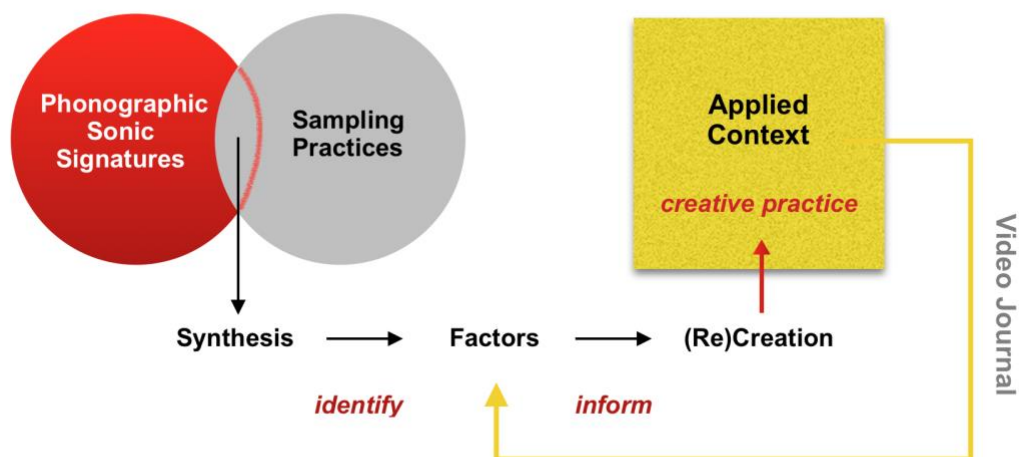 Phonographic
Sonic
Signatures
Sampling
Practices
Applied
Context
creative practice
Video Journal
Synthesis
Factors
(Re)Creation
identify
inform